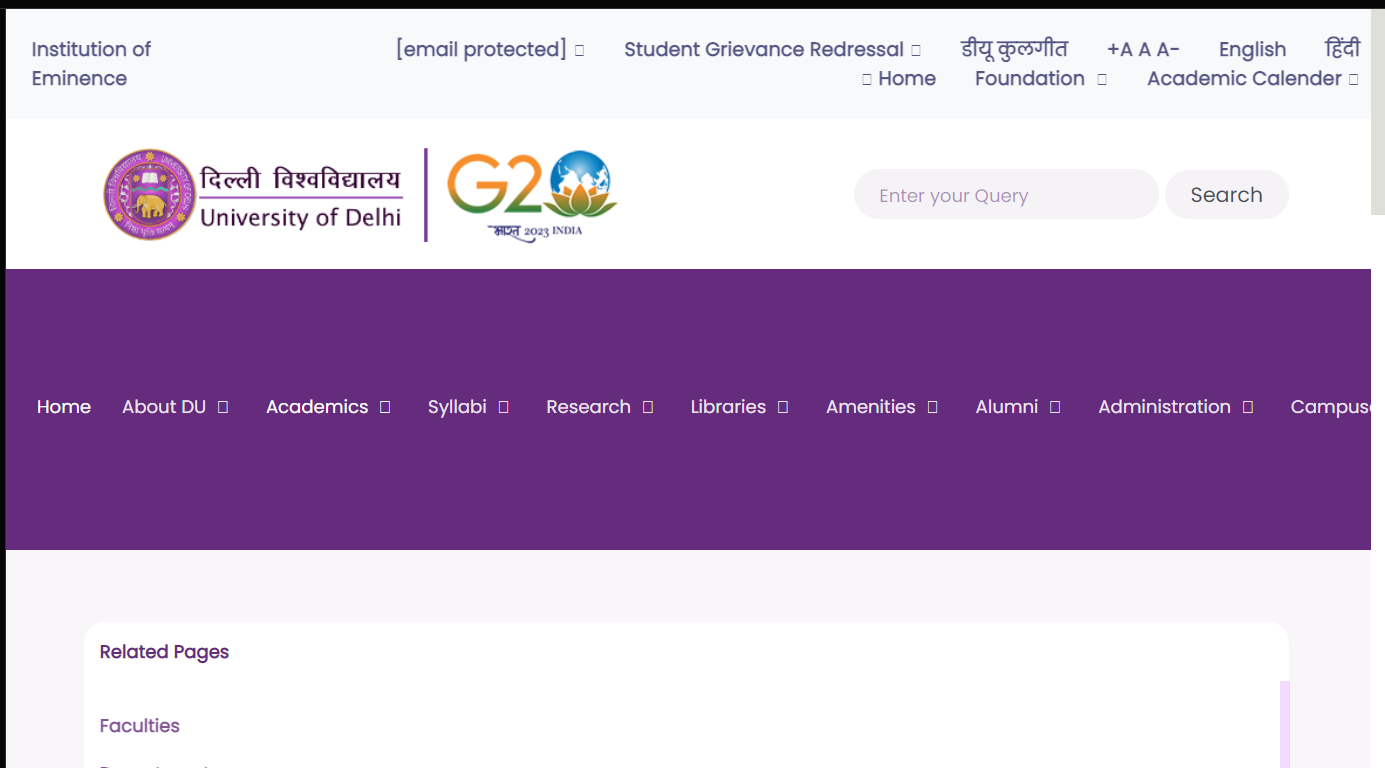 Institution of
Eminence
[email protected] Student Grievance Redressal डीयू कुलगीत +A A A- English हिंदी
Home Foundation Academic Calender
दिल्ली विश्वविद्यालय
University of Delhi
G20
भारत 2023 INDIA
Enter your Query
Search
Home About DU Academics Syllabi Research Libraries Amenities Alumni Administration
Related Pages
Faculties